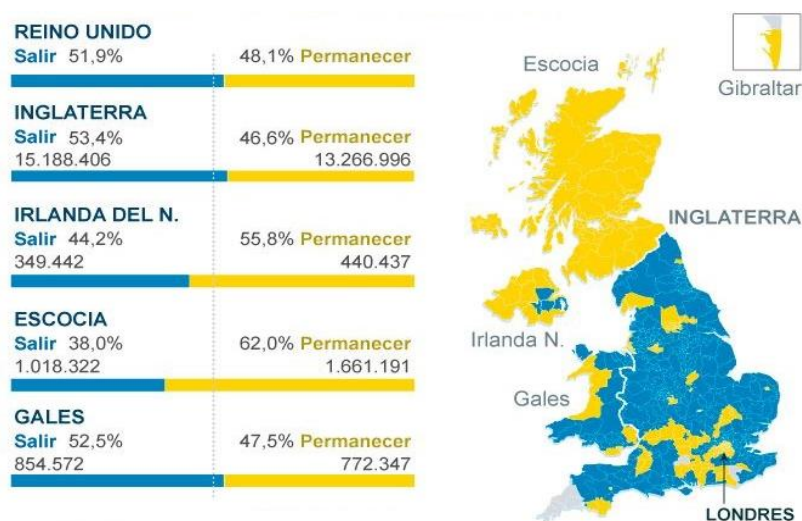 REINO UNIDO
Salir 51,9% 48,1% Permanecer
INGLATERRA
Salir 53,4% 46,6% Permanecer
15.188.406 13.266.996
IRLANDA DEL N.
Salir 44,2% 55,8% Permanecer
349.442 440.437
ESCOCIA
Salir 38,0% 62,0% Permanecer
1.018.322 1.661.191
GALES
Salir 52,5% 47,5% Permanecer
854.572 772.347
Escocia
Gibraltar
INGLATERRA
Irlanda N.
Gales
LONDRES